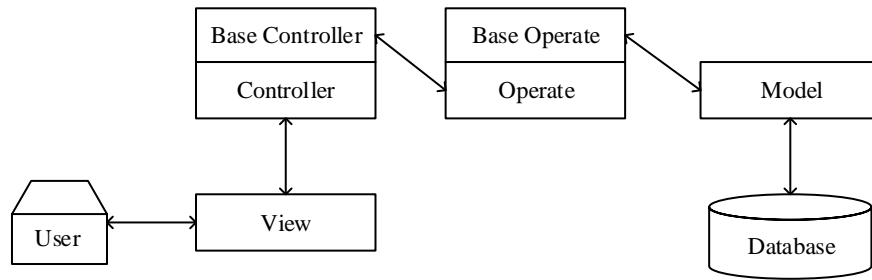 Base Controller
Controller
Base Operate
Operate
Model
User
View
Database